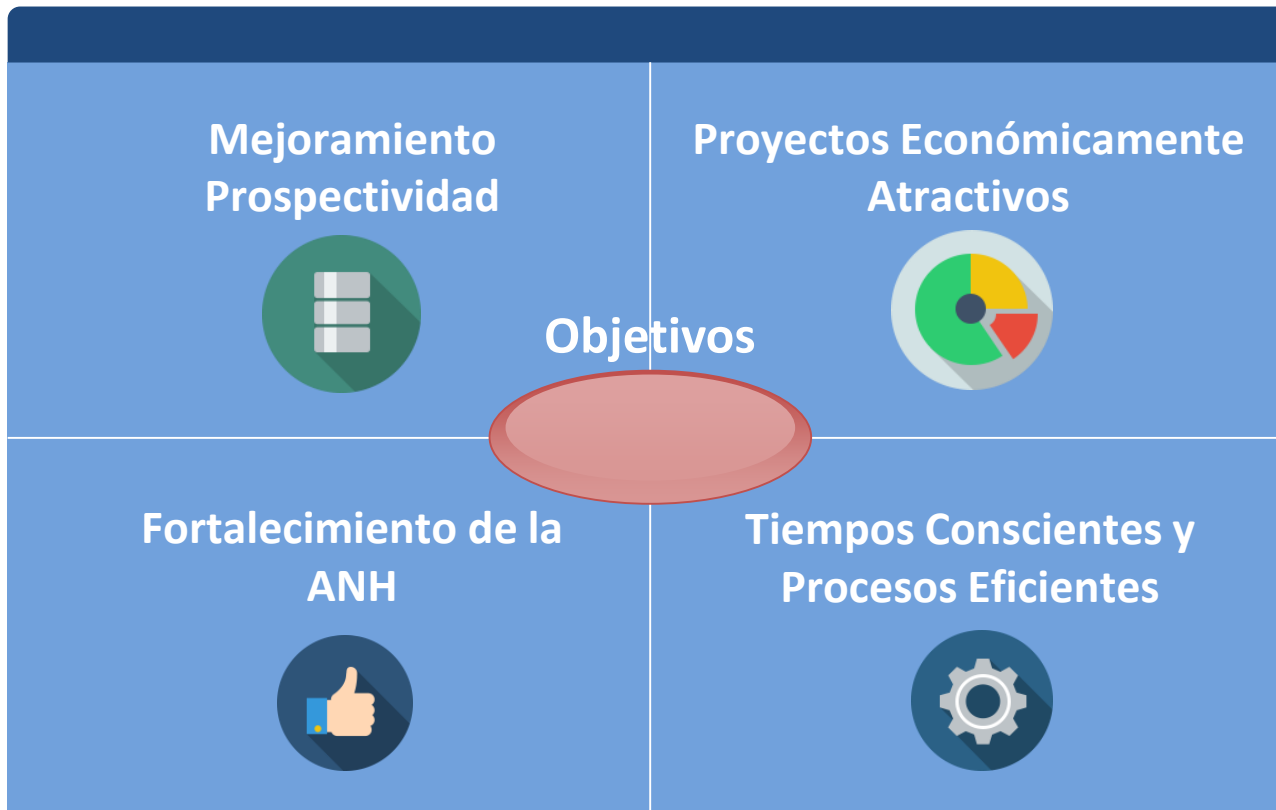 Mejoramiento
Prospectividad
Proyectos Económicamente
Atractivos
Objetivos
Fortalecimiento de la
ANH
Tiempos Conscientes y
Procesos Eficientes